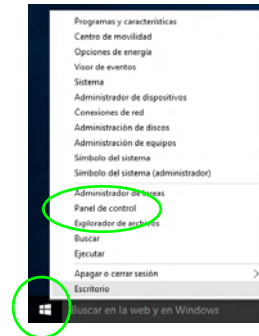 Programas y características
Centro de movilidad
Opciones de energía
Visor de eventos
Sistema
Administrador de dispositivos
Conexiones de red
Administración de discos
Administración de equipos
Símbolo del sistema
Símbolo del sistema (administrador)
Administrador de tareas
Panel de control
Explorador de archivos
Buscar
Ejecutar
Apagar o cerrar sesión
Escritorio
Buscar en la web y en Windows